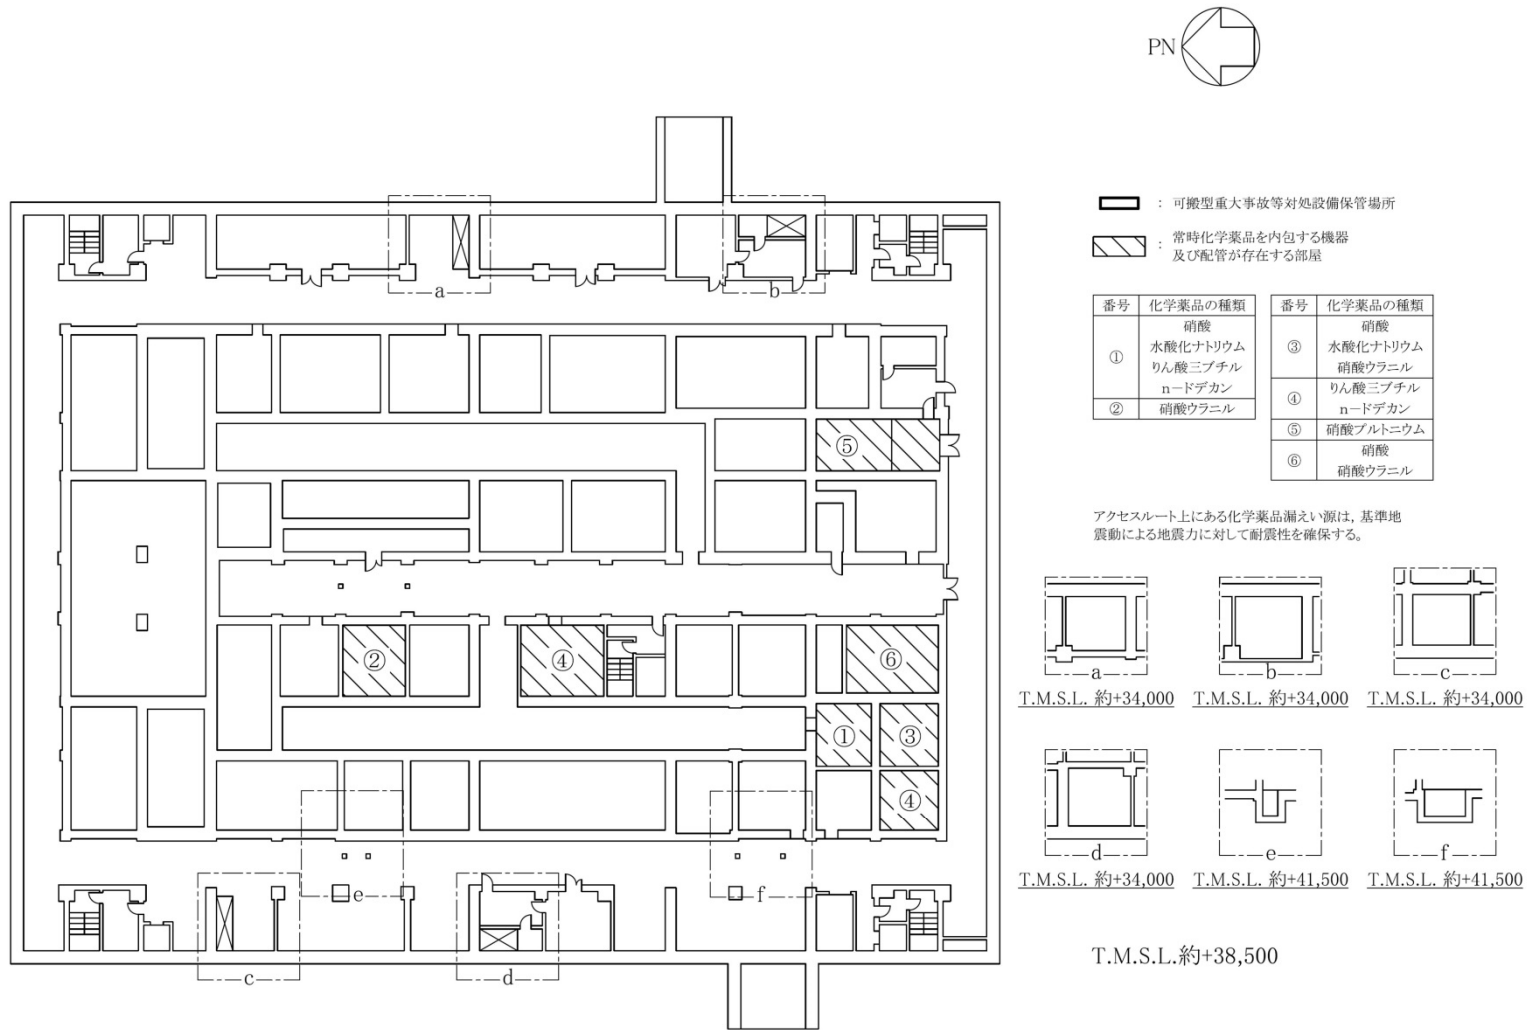 PN
： 可搬型重大事故等対処設備保管場所
： 常時化学薬品を内包する機器
及び配管が存在する部屋
番号 化学薬品の種類
① 硝酸
水酸化ナトリウム
りん酸三ブチル
n－ドデカン
② 硝酸ウラニル
番号 化学薬品の種類
③ 硝酸
水酸化ナトリウム
硝酸ウラニル
④ りん酸三ブチル
n－ドデカン
⑤ 硝酸プルトニウム
⑥ 硝酸
硝酸ウラニル
アクセスルート上にある化学薬品漏えい源は，基準地
震動による地震力に対して耐震性を確保する。
a
b
⑤
②
④
⑥
①
③
④
e
f
c
d
a
T.M.S.L. 約+34,000
b
T.M.S.L. 約+34,000
c
T.M.S.L. 約+34,000
d
T.M.S.L. 約+34,000
e
T.M.S.L. 約+41,500
f
T.M.S.L. 約+41,500
T.M.S.L.約+38,500